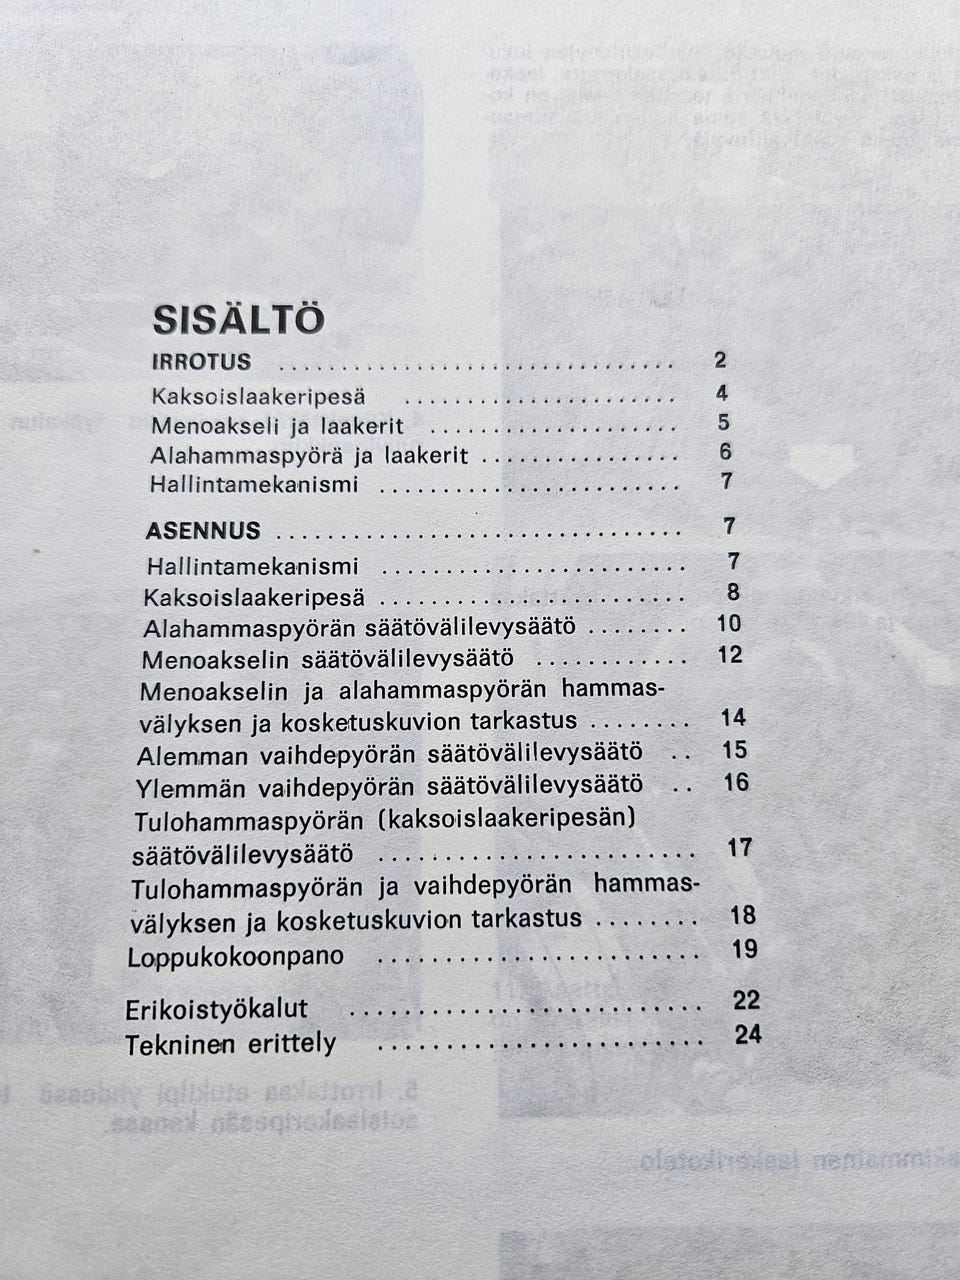 SISÄLTÖ
IRROTUS ................................ 2
Kaksoislaakeripesä ...................... 4
Menoakseli ja laakerit .................... 5
Alahammaspyörä ja laakerit ................ 6
Hallintamekanismi ........................ 7
ASENNUS ................................. 7
Hallintamekanismi ......................... 7
Kaksoislaakeripesä ......................... 8
Alahammaspyörän säätövälilevysäätö ........ 10
Menoakselin säätövälilevysäätö ............ 12
Menoakselin ja alahammaspyörän hammas-
välyksen ja kosketuskuvion tarkastus ........ 14
Alemman vaihdepyörän säätövälilevysäätö .. 15
Ylemmän vaihdepyörän säätövälilevysäätö .. 16
Tulohammaspyörän (kaksoislaakeripesän)
säätövälilevysäätö ........................ 17
Tulohammaspyörän ja vaihdepyörän hammas-
välyksen ja kosketuskuvion tarkastus ........ 18
Loppukokoonpano ......................... 19
Erikoistyökalut ........................... 22
Tekninen erittely ......................... 24